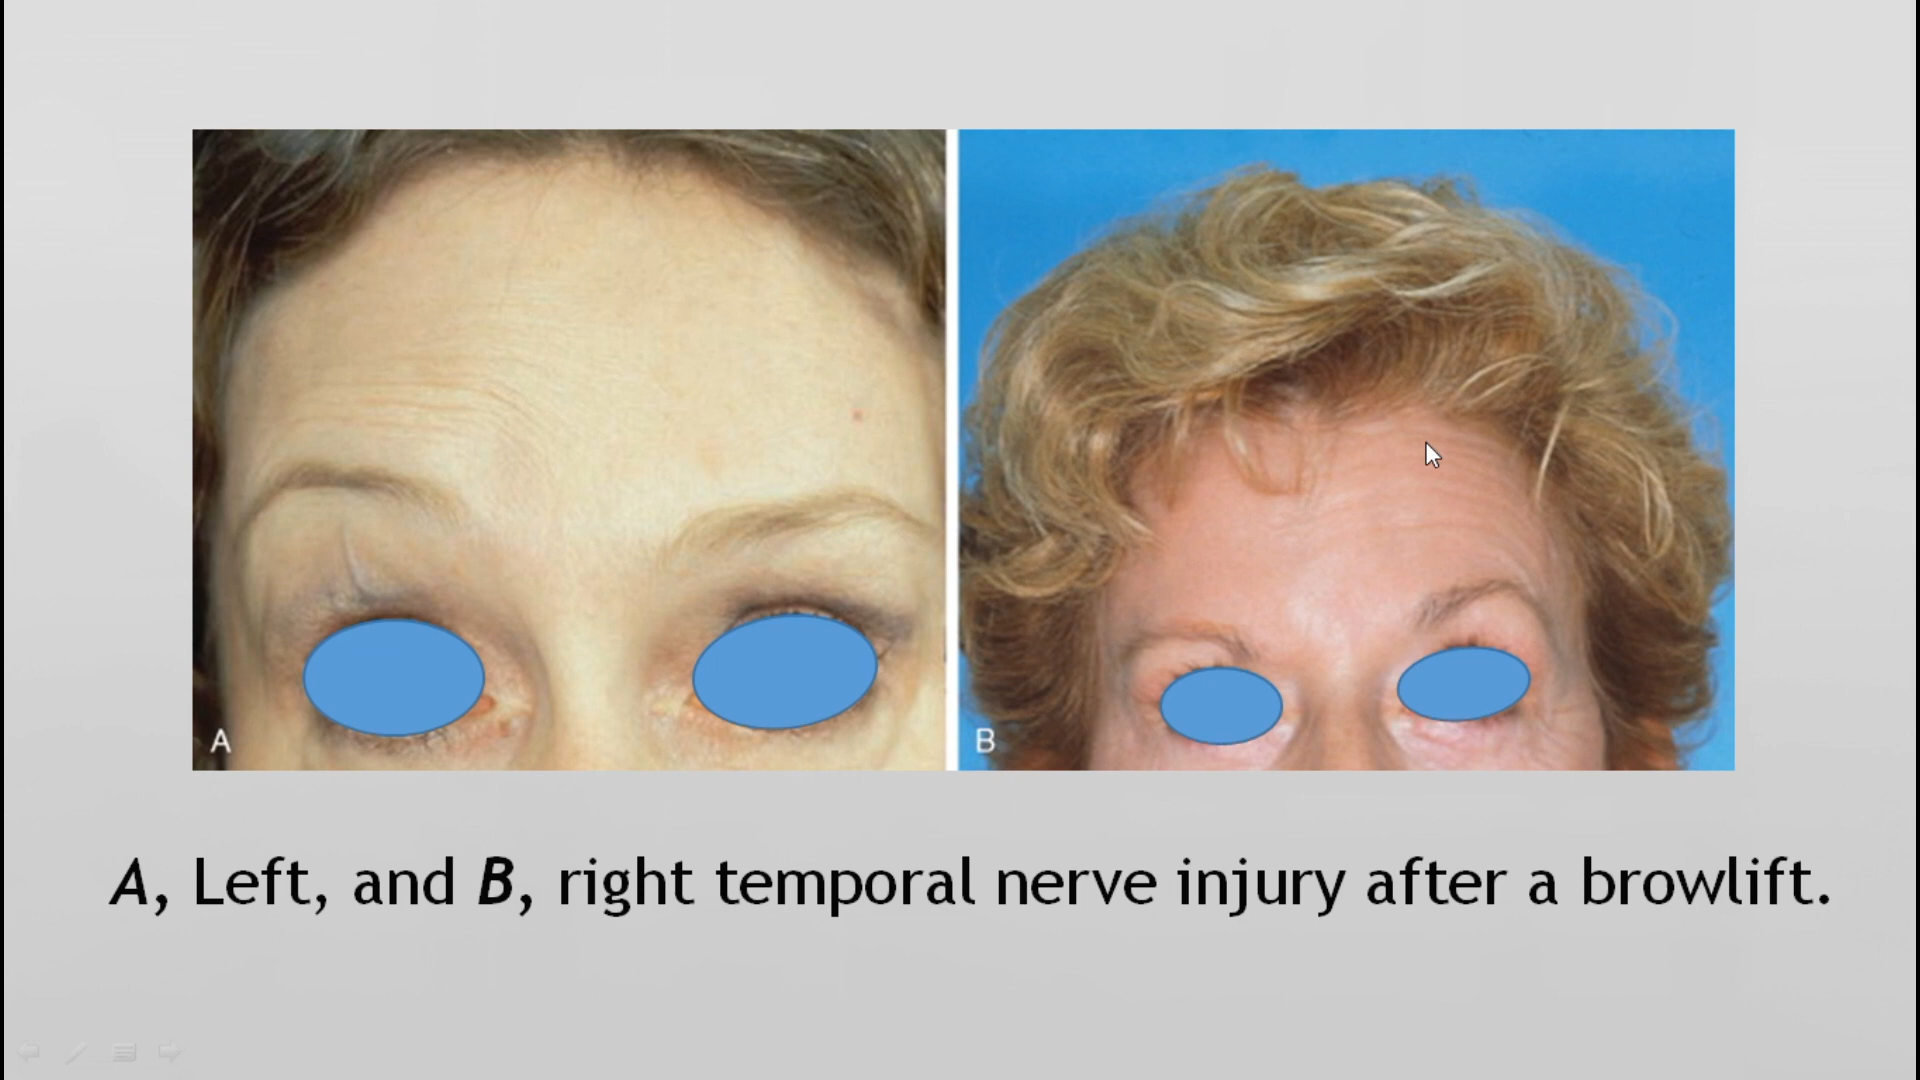 A B
A, Left, and B, right temporal nerve injury after a browlift.